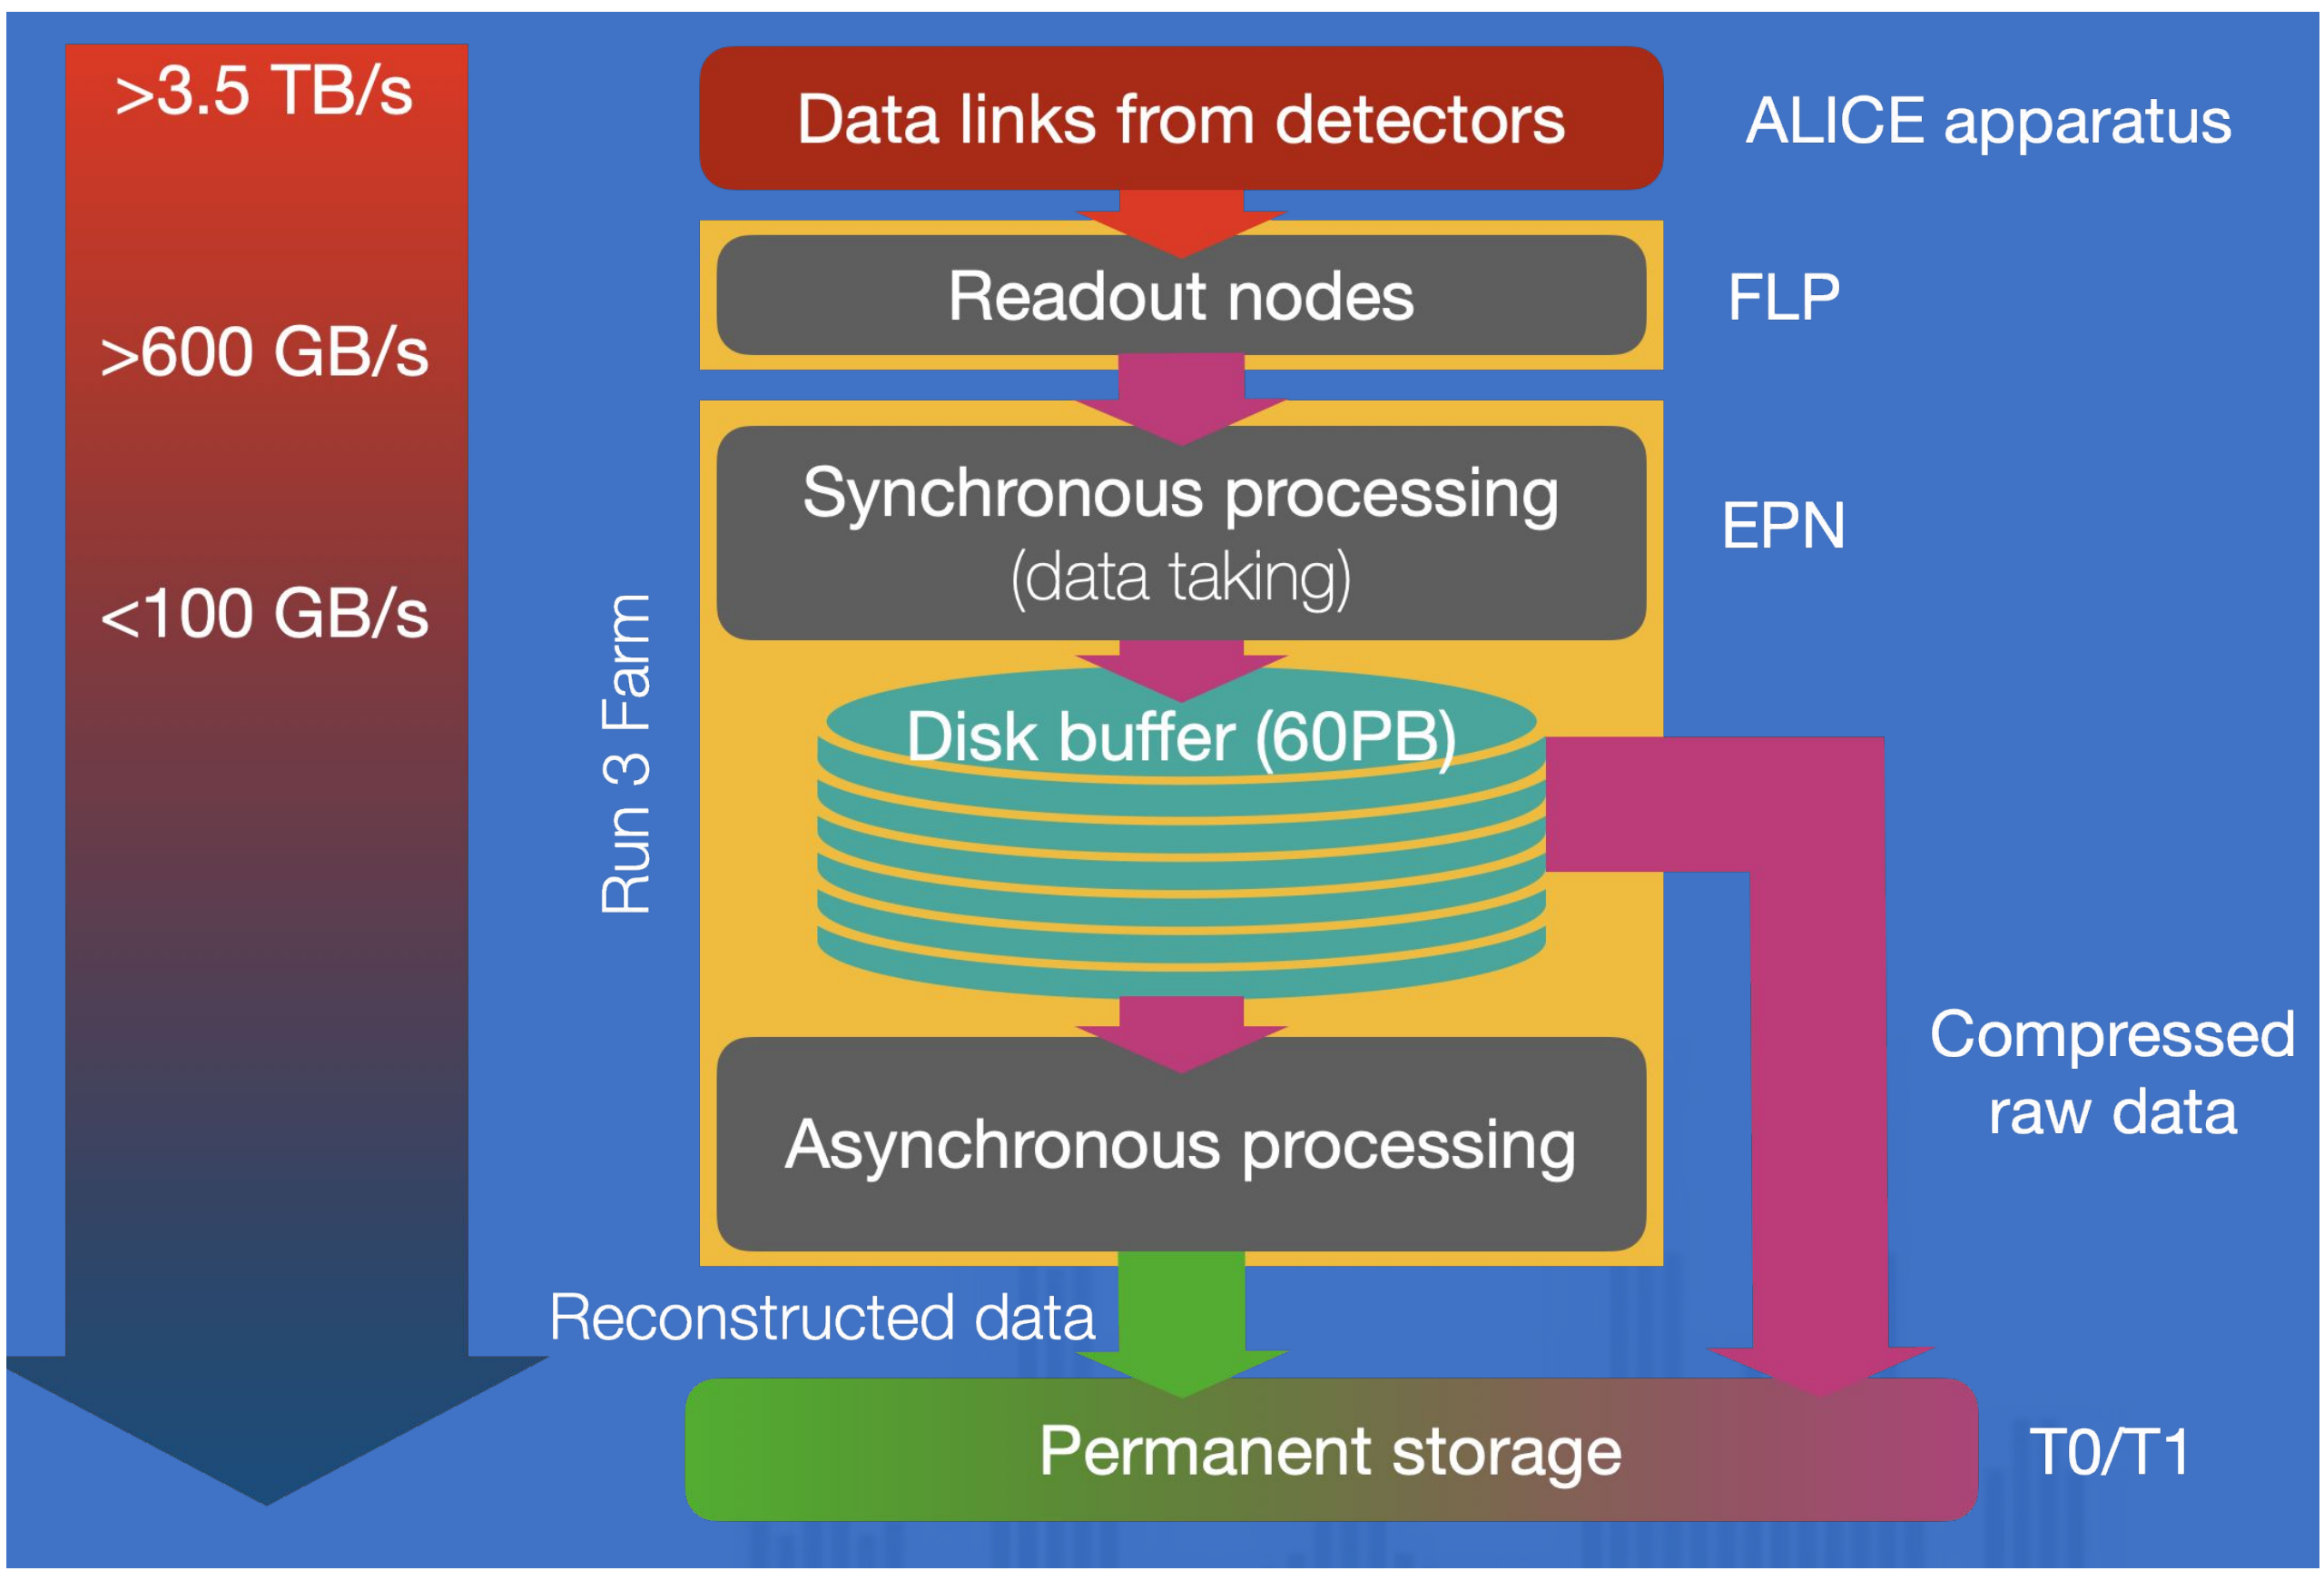 >3.5 TB/s
Data links from detectors
ALICE apparatus
Readout nodes
FLP
>600 GB/s
Synchronous processing
(data taking)
EPN
<100 GB/s
Run 3 Farm
Disk buffer (60PB)
Compressed
raw data
Asynchronous processing
Reconstructed data
Permanent storage
T0/T1